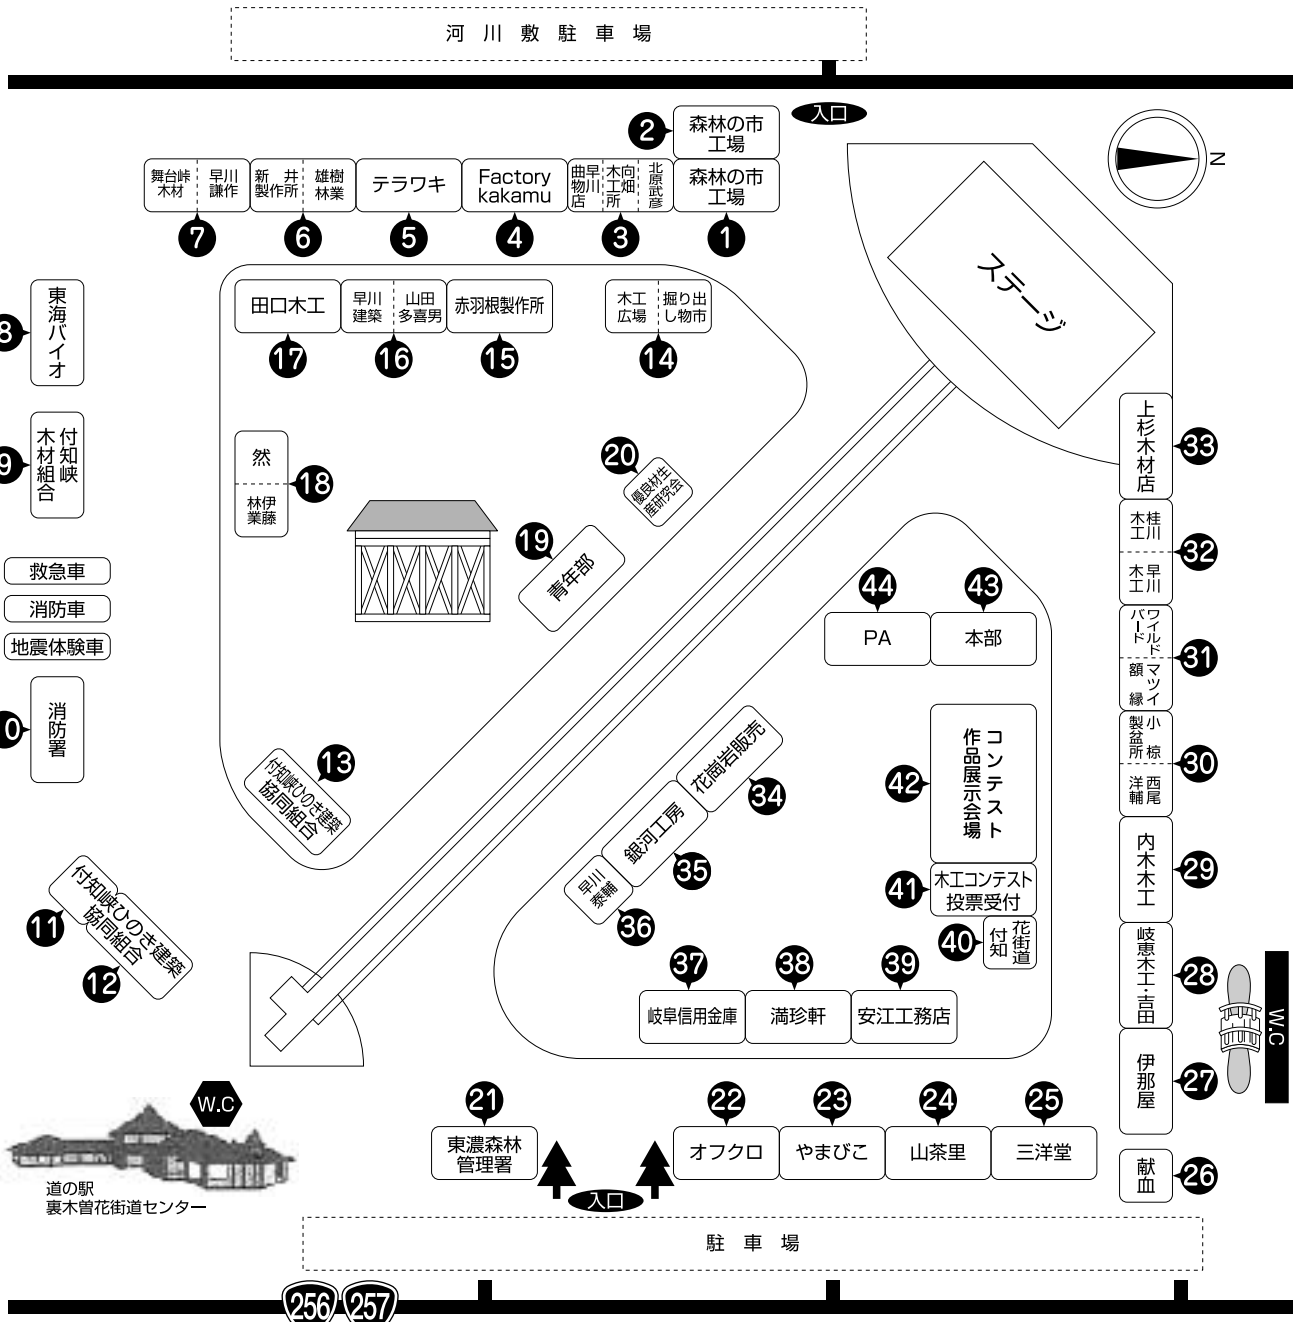 河川敷駐車場
入口
N
2
森林の市
工場
舞台峠
木材
早川
謙作
新井
製作所
雄樹
林業
テラワキ
Factory
kakamu
早川
曲物店
向畑
木工所
北原武彦
森林の市
工場
7
6
5
4
3
1
ステージ
東海バイオ
8
田口木工
早川
建築
山田
多喜男
赤羽根製作所
木工
広場
掘り出
し物市
17
16
15
14
付知峡
木材組合
9
然
伊藤
林業
18
20
優良材生
産研究会
19
青年部
上杉木材店
33
桂川
木工
早川
木工
32
救急車
消防車
地震体験車
消防署
10
44
43
PA
本部
ワイルド
バード
マツイ
額縁
31
小椋
製盆所
西尾
洋輔
30
13
付知峡ひのき建築
協同組合
花崗岩販売
34
銀河工房
35
早川
泰輔
36
コンテスト
作品展示会場
42
木工コンテスト
投票受付
41
花街道
付知
40
内木木工
29
付知峡ひのき建築
協同組合
11
12
岐恵木工・吉田
28
37
38
39
岐阜信用金庫
満珍軒
安江工務店
W.C
伊那屋
27
W.C
道の駅
裏木曽花街道センター
21
22
23
24
25
東濃森林
管理署
オフクロ
やまびこ
山茶里
三洋堂
献血
26
入口
駐車場
256
257